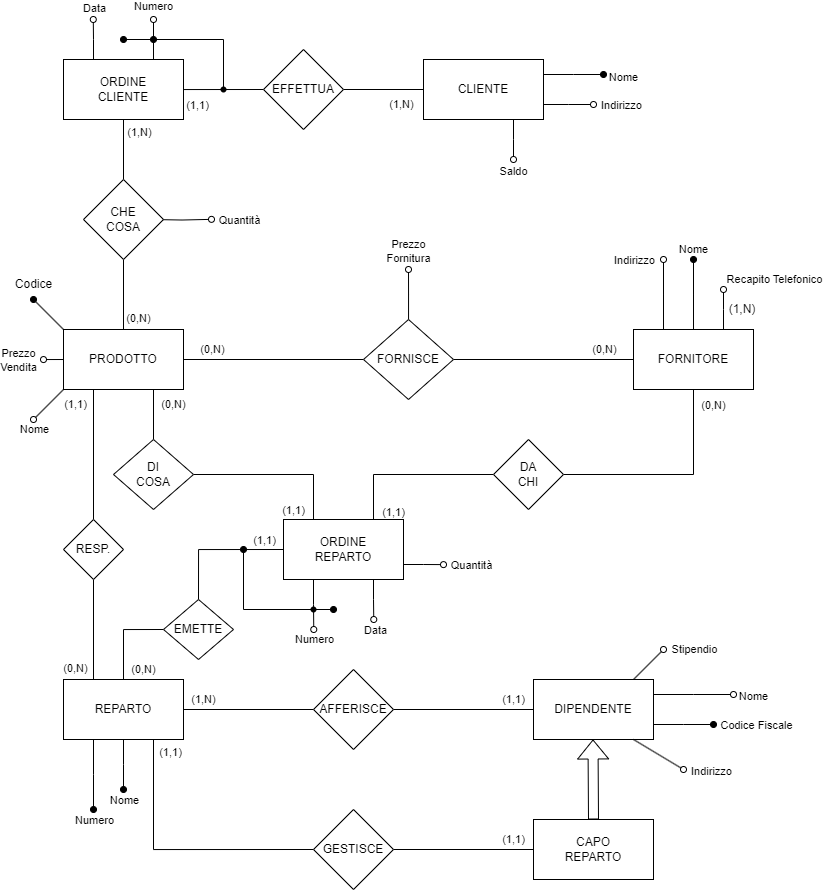 Data
Numero
ORDINE
CLIENTE
(1,1)
EFFETTUA
(1,N)
CLIENTE
Nome
Indirizzo
Saldo
(1,N)
CHE
COSA
Quantità
(0,N)
Codice
Prezzo
Vendita
Nome
PRODOTTO
(0,N)
Prezzo
Fornitura
FORNISCE
(0,N)
Indirizzo
Nome
Recapito Telefonico
(1,N)
FORNITORE
(0,N)
(1,1)
(0,N)
DI
COSA
DA
CHI
(1,1)
(1,1)
(1,1)
ORDINE
REPARTO
Quantità
Numero
Data
RESP.
EMETTE
(0,N)
(0,N)
REPARTO
(1,N)
AFFERISCE
(1,1)
DIPENDENTE
Stipendio
Nome
Codice Fiscale
Indirizzo
(1,1)
Nome
Numero
GESTISCE
(1,1)
CAPO
REPARTO